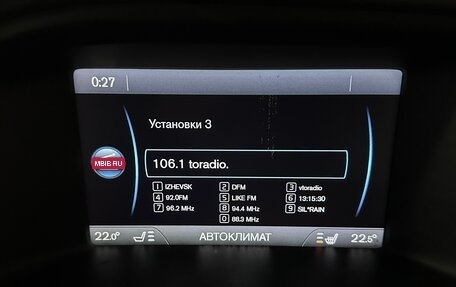 0:27
Установки 3
MBIB.RU
106.1 toradio.
1 IZHEVSK 2 DFM 3 vtoradio
4 92.0FM 5 LIKE FM 6 13:15:30
7 96.2 MHz 8 94.4 MHz 9 SIL*RAIN
0 88.3 MHz
22.0° АВТОКЛИМАТ 22.5°